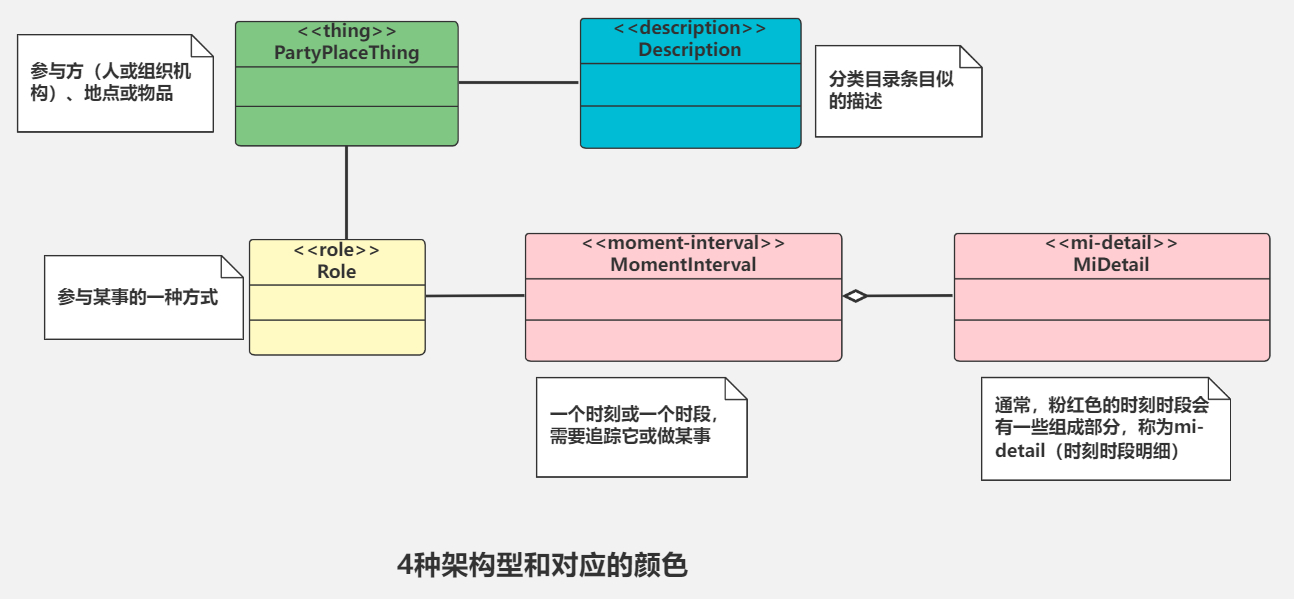 <<thing>>
PartyPlaceThing
<<description>>
Description
参与方（人或组织机
构）、地点或物品
分类目录条目似
的描述
<<role>>
Role
<<moment-interval>>
MomentInterval
<<mi-detail>>
MiDetail
参与某事的一种方式
一个时刻或一个时段，
需要追踪它或做某事
通常，粉红色的时刻时段会
有一些组成部分，称为mi-
detail（时刻时段明细）
4种架构型和对应的颜色